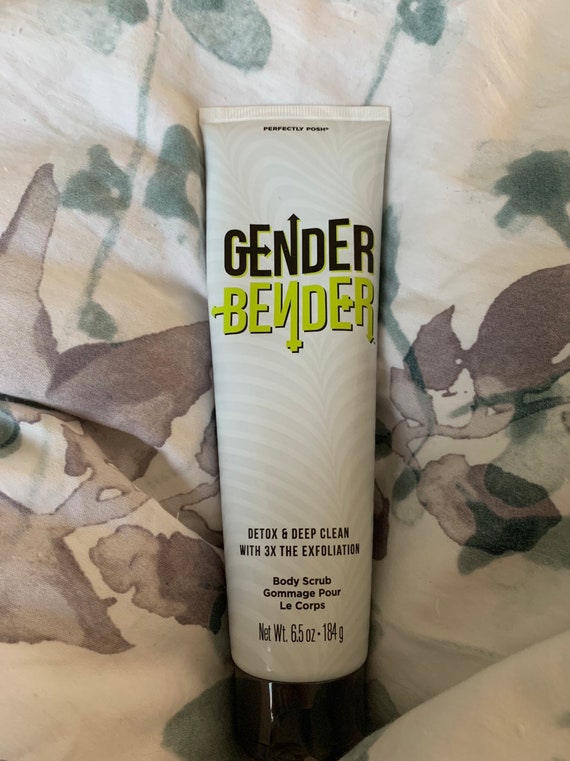 PERFECTLY POSH®
GENDER
BENDER
DETOX & DEEP CLEAN
WITH 3X THE EXFOLIATION
Body Scrub
Gommage Pour
Le Corps
Net Wt. 6.5 oz • 184 g